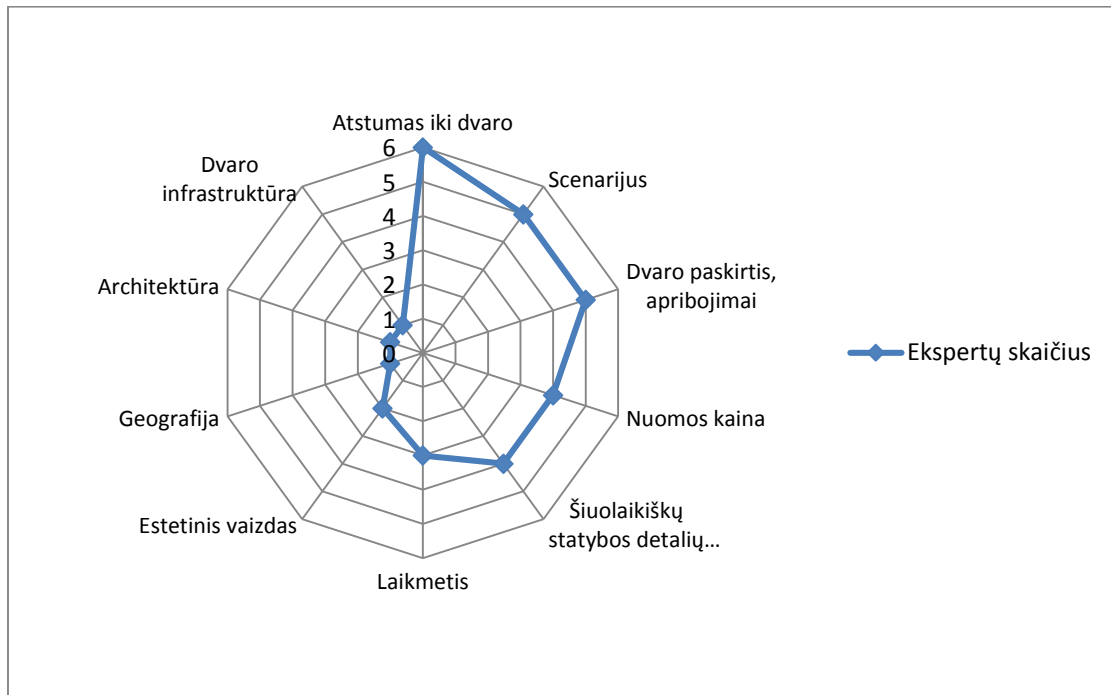 Atstumas iki dvaro
Scenarijus
Dvaro paskirtis,
apribojimai
Nuomos kaina
Šiuolaikiškų
statybos detalių...
Laikmetis
Estetinis vaizdas
Geografija
Architektūra
Dvaro
infrastruktūra
6
5
4
3
2
1
0
Ekspertų skaičius